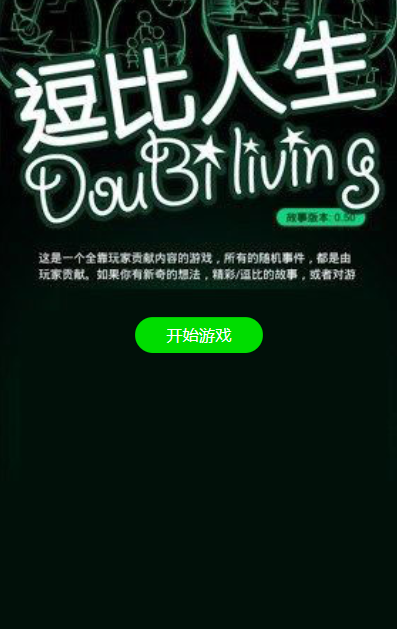 逗比人生
DouBi living
故事版本: 0.50
这是一个全靠玩家贡献内容的游戏，所有的随机事件，都是由
玩家贡献。如果你有新奇的想法，精彩/逗比的故事，或者对游
开始游戏